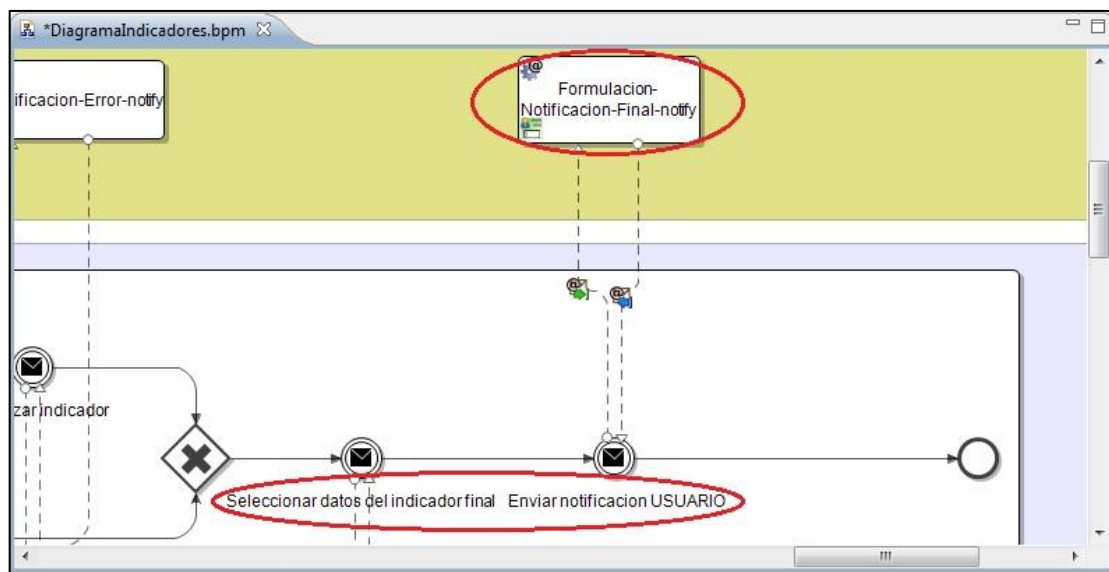 *DiagramaIndicadores.bpm
ificacion-Error-notify
Formulacion-
Notificacion-Final-notify
zar indicador
Seleccionar datos del indicador final Enviar notificacion USUARIO